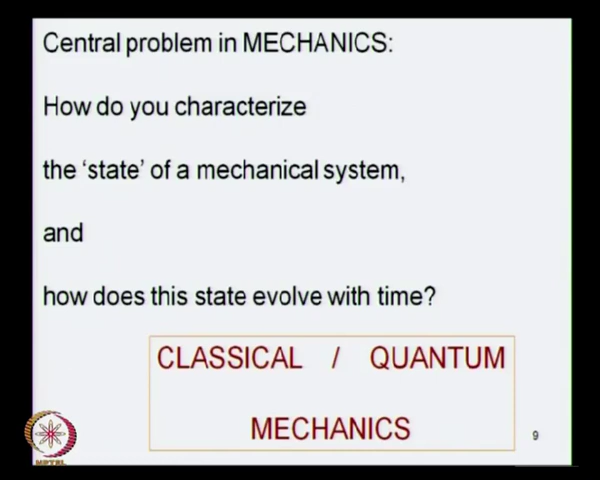 Central problem in MECHANICS:
How do you characterize
the ‘state’ of a mechanical system,
and
how does this state evolve with time?
CLASSICAL / QUANTUM
MECHANICS
9
NPTEL